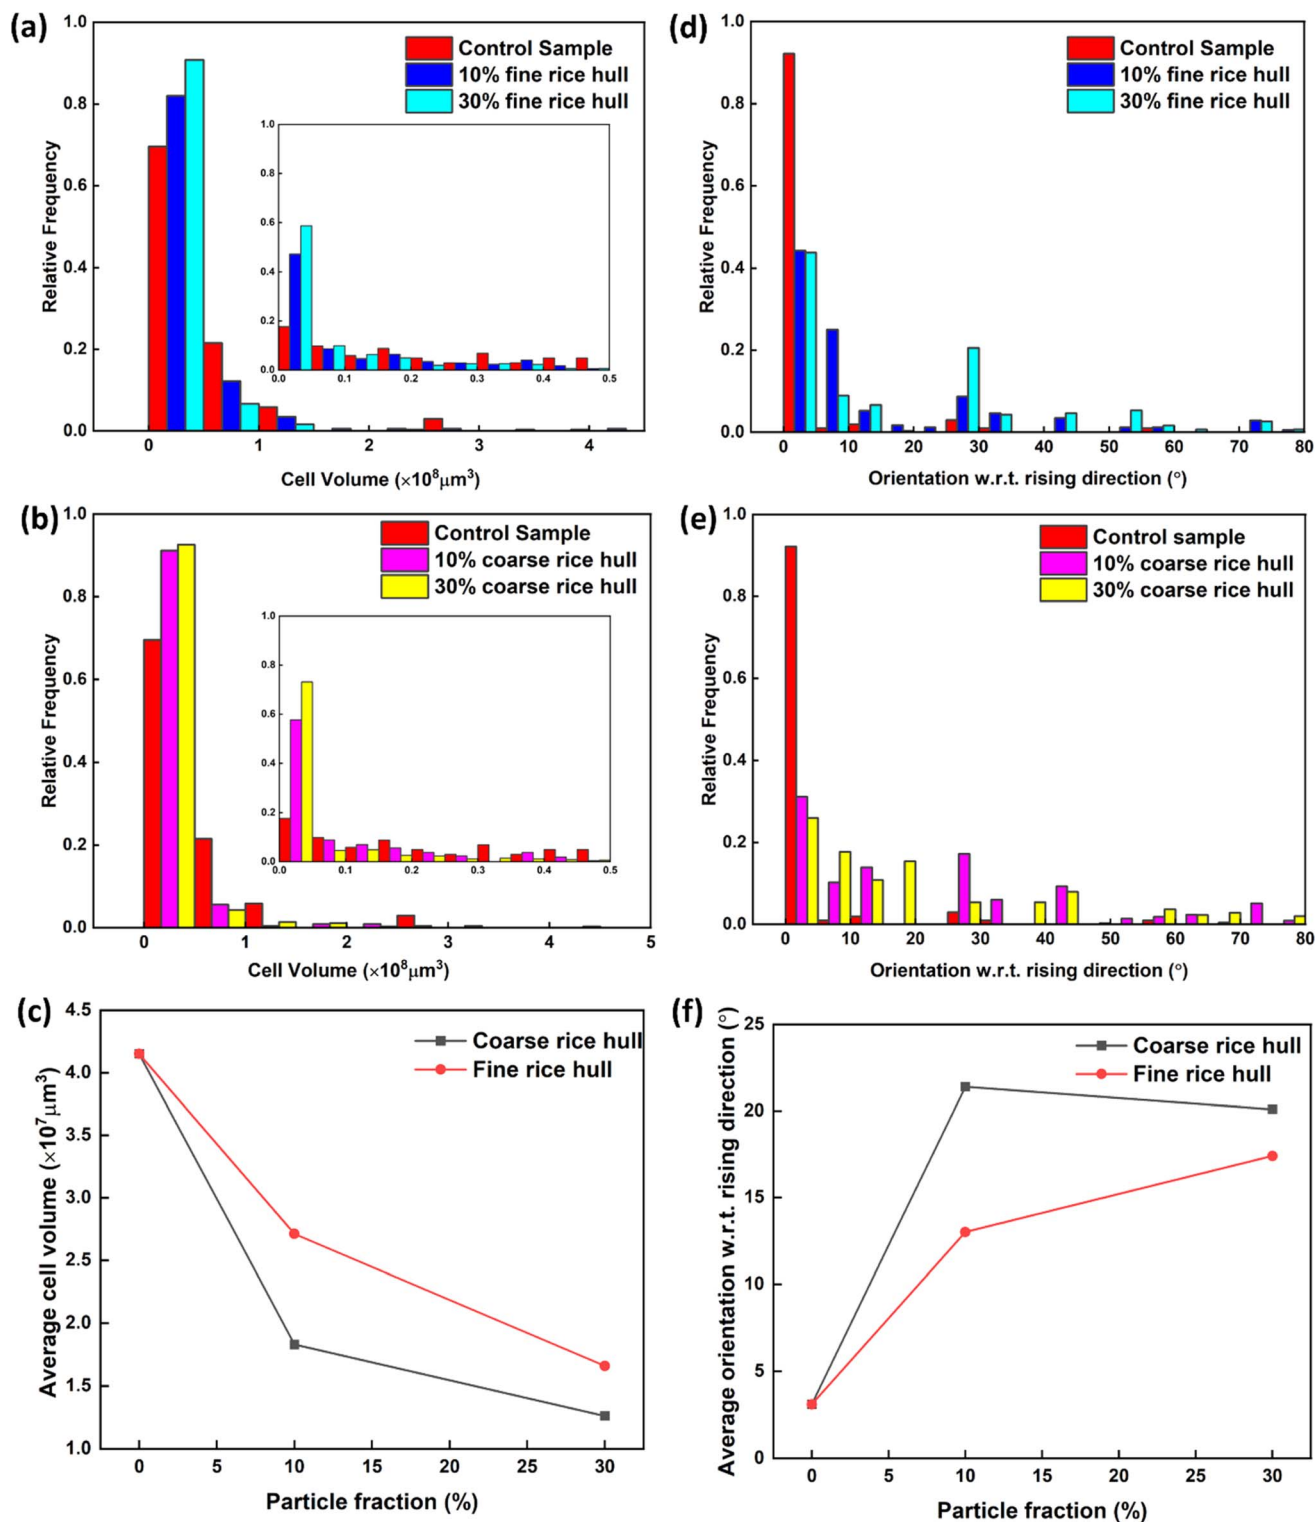 (a)
Control Sample
10% fine rice hull
30% fine rice hull
Relative Frequency
1.0
0.8
0.6
0.4
0.2
0.0
0 1 2 3 4
Cell Volume (×10⁸μm³)
1.0
0.8
0.6
0.4
0.2
0.0
0.0 0.1 0.2 0.3 0.4 0.5
(d)
Control Sample
10% fine rice hull
30% fine rice hull
Relative Frequency
1.0
0.8
0.6
0.4
0.2
0.0
0 10 20 30 40 50 60 70 80
Orientation w.r.t. rising direction (°)
(b)
Control Sample
10% coarse rice hull
30% coarse rice hull
Relative Frequency
1.0
0.8
0.6
0.4
0.2
0.0
0 1 2 3 4 5
Cell Volume (×10⁸μm³)
1.0
0.8
0.6
0.4
0.2
0.0
0.0 0.1 0.2 0.3 0.4 0.5
(e)
Control sample
10% coarse rice hull
30% coarse rice hull
Relative Frequency
1.0
0.8
0.6
0.4
0.2
0.0
0 10 20 30 40 50 60 70 80
Orientation w.r.t. rising direction (°)
(c)
Coarse rice hull
Fine rice hull
Average cell volume (×10⁷μm³)
4.5
4.0
4.5
3.0
2.5
2.0
1.5
1.0
0 5 10 15 20 25 30
Particle fraction (%)
(f)
Coarse rice hull
Fine rice hull
Average orientation w.r.t. rising direction (°)
25
20
15
10
5
0
0 5 10 15 20 25 30
Particle fraction (%)